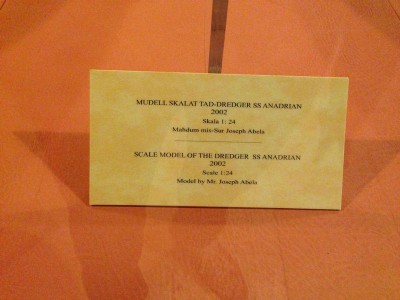 MUDELL SKALAT TAD-DREDGER SS ANADRIAN
2002
Skala 1: 24
Mahdum mis-Sur Joseph Abela
SCALE MODEL OF THE DREDGER SS ANADRIAN
2002
Scale 1:24
Model by Mr. Joseph Abela